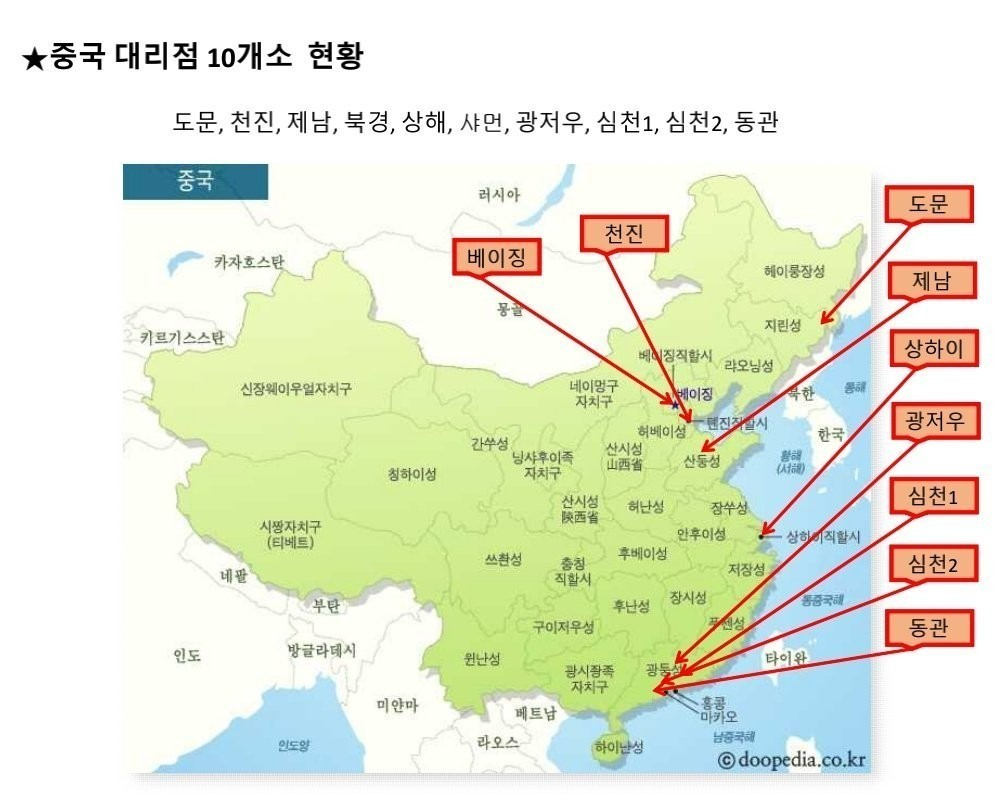 ★중국 대리점 10개소 현황
도문, 천진, 제남, 북경, 상해, 샤먼, 광저우, 심천1, 심천2, 동관
중국
러시아
도문
천진
베이징
카자흐스탄
헤이룽장성
제남
몽골
지린성
키르기스스탄
상하이
베이징직할시
랴오닝성
신장웨이우얼자치구
네이멍구
자치구
베이징
북한
동해
텐진직할시
광저우
허베이성
한국
간쑤성
닝샤후이족
자치구
산시성
山西省
산둥성
황해
(서해)
칭하이성
심천1
산시성
陝西省
허난성
장쑤성
시짱자치구
(티베트)
안후이성
상하이직할시
쓰촨성
충칭
직할시
후베이성
저장성
심천2
네팔
부탄
후난성
장시성
동중국해
푸젠성
구이저우성
동관
인도
방글라데시
윈난성
광시좡족
자치구
광둥성
타이완
미얀마
베트남
홍콩
마카오
라오스
남중국해
인도양
하이난성
ⓒdoopedia.co.kr